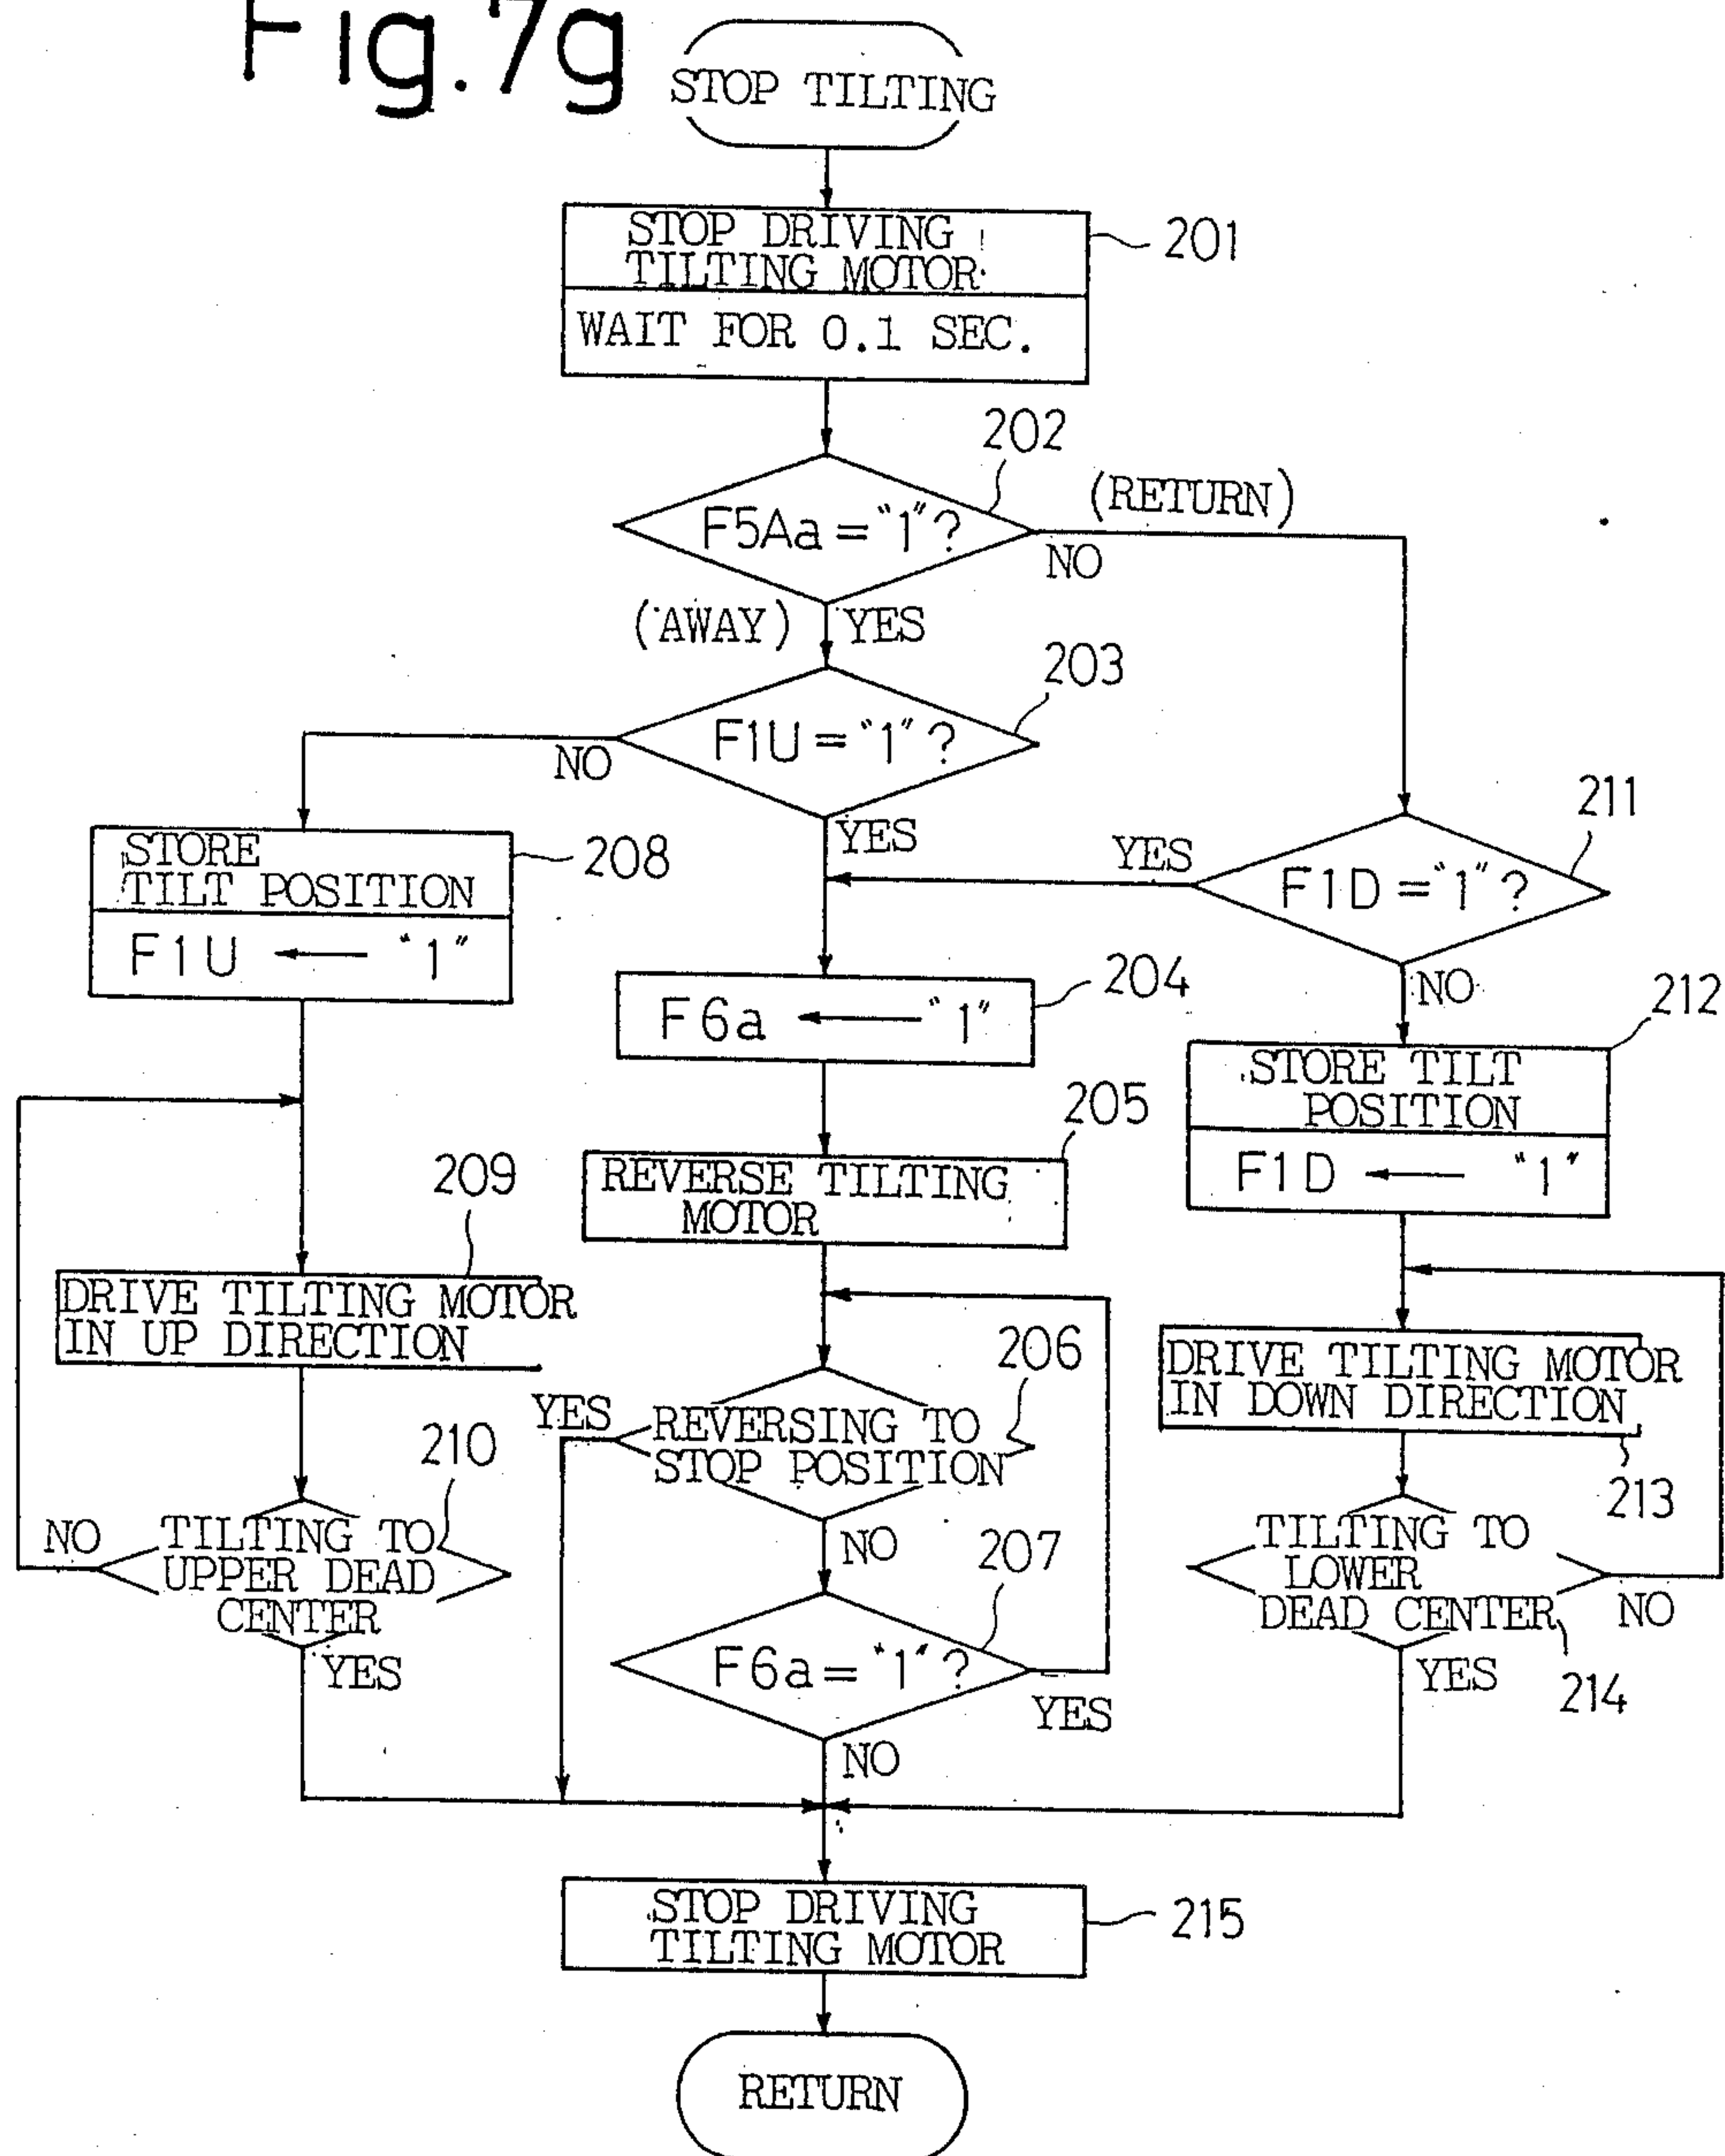 Fig.7g
STOP TILTING
STOP DRIVING
TILTING MOTOR
201
WAIT FOR 0.1 SEC.
202
F5Aa = "1"?
(RETURN)
NO
(AWAY) YES
203
F1U = "1"?
NO
YES
211
F1D = "1"?
YES
NO
STORE
TILT POSITION
208
F1U ← "1"
204
F6a ← "1"
212
STORE TILT
POSITION
F1D ← "1"
205
REVERSE TILTING
MOTOR
209
DRIVE TILTING MOTOR
IN UP DIRECTION
206
YES
REVERSING TO
STOP POSITION
NO
DRIVE TILTING MOTOR
IN DOWN DIRECTION
213
210
NO
TILTING TO
UPPER DEAD
CENTER
YES
207
F6a = "1"?
YES
NO
TILTING TO
LOWER
DEAD CENTER
NO
YES
214
STOP DRIVING
TILTING MOTOR
215
RETURN